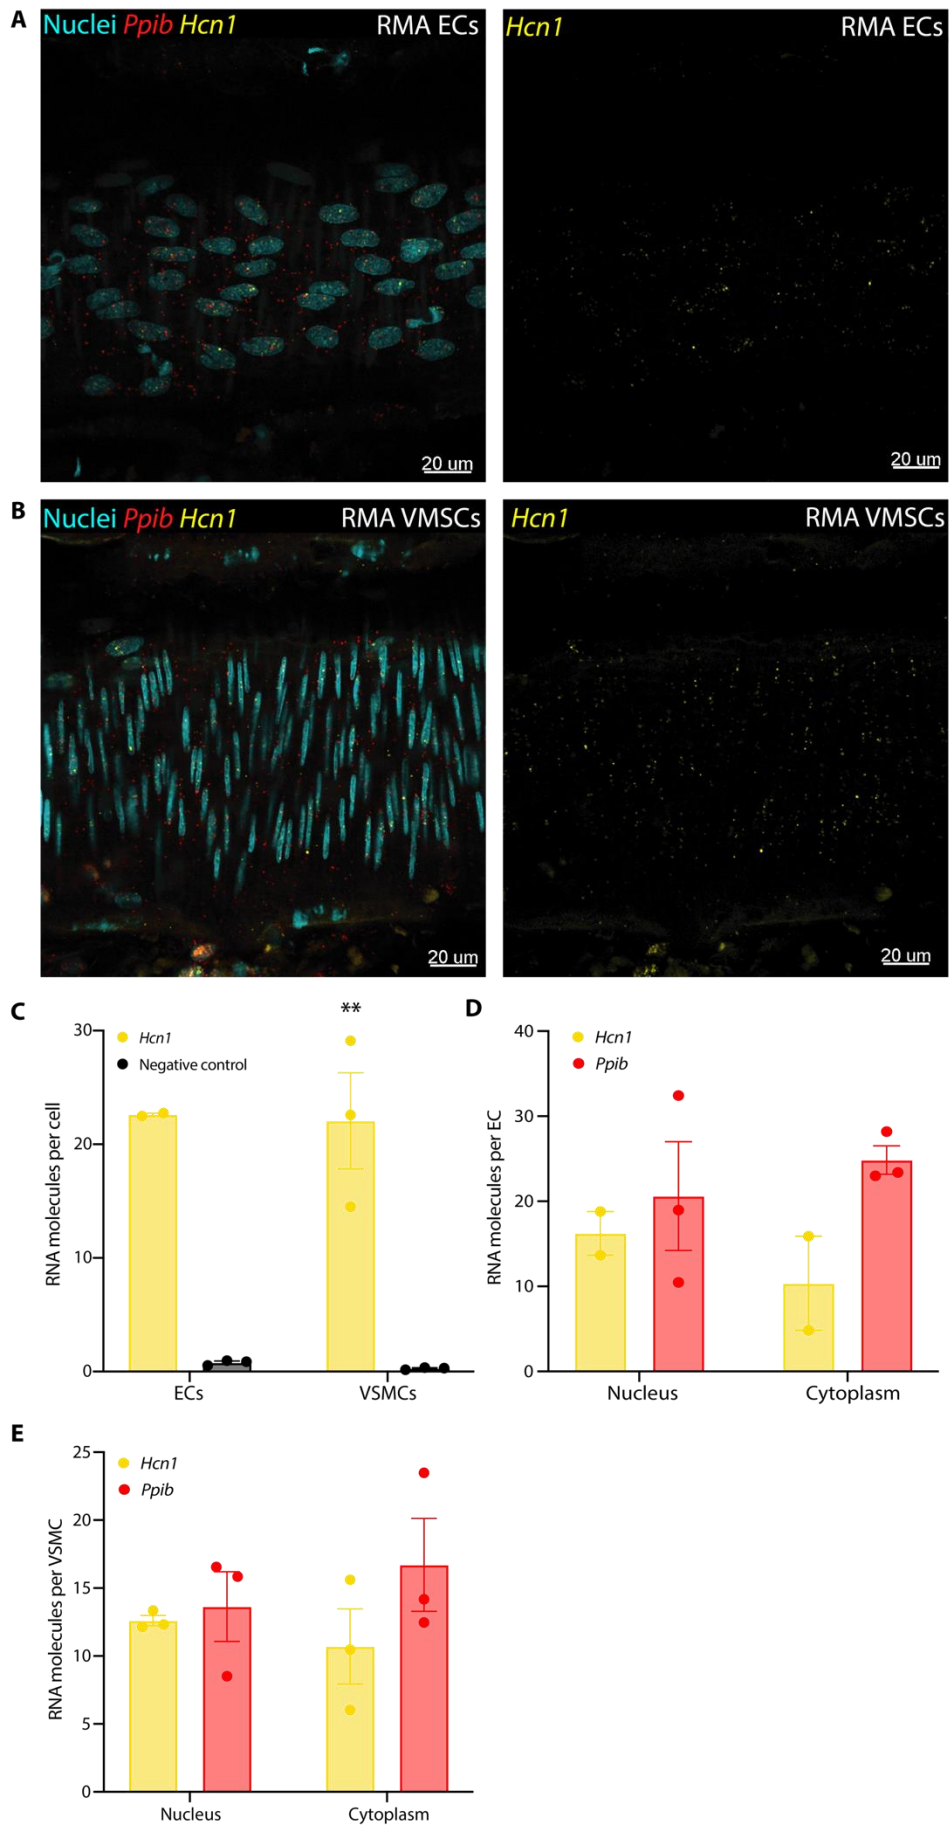 A
Nuclei Ppib Hcn1 RMA ECs
Hcn1 RMA ECs
20 um
20 um
B
Nuclei Ppib Hcn1 RMA VMSCs
Hcn1 RMA VMSCs
20 um
20 um
C
**
30
20
10
0
RNA molecules per cell
Hcn1
Negative control
ECs VSMCs
D
40
30
20
10
0
RNA molecules per EC
Hcn1
Ppib
Nucleus Cytoplasm
E
25
20
15
10
5
0
RNA molecules per VSMC
Hcn1
Ppib
Nucleus Cytoplasm